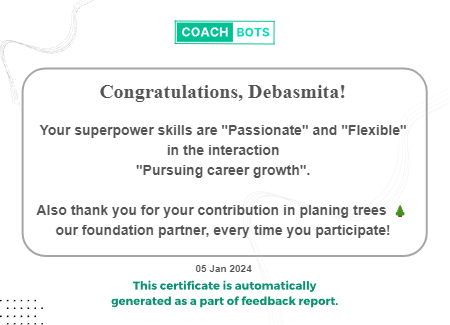 COACH BOTS
Congratulations, Debasmita!
Your superpower skills are "Passionate" and "Flexible"
in the interaction
"Pursuing career growth".
Also thank you for your contribution in planing trees 🌲
our foundation partner, every time you participate!
05 Jan 2024
This certificate is automatically
generated as a part of feedback report.